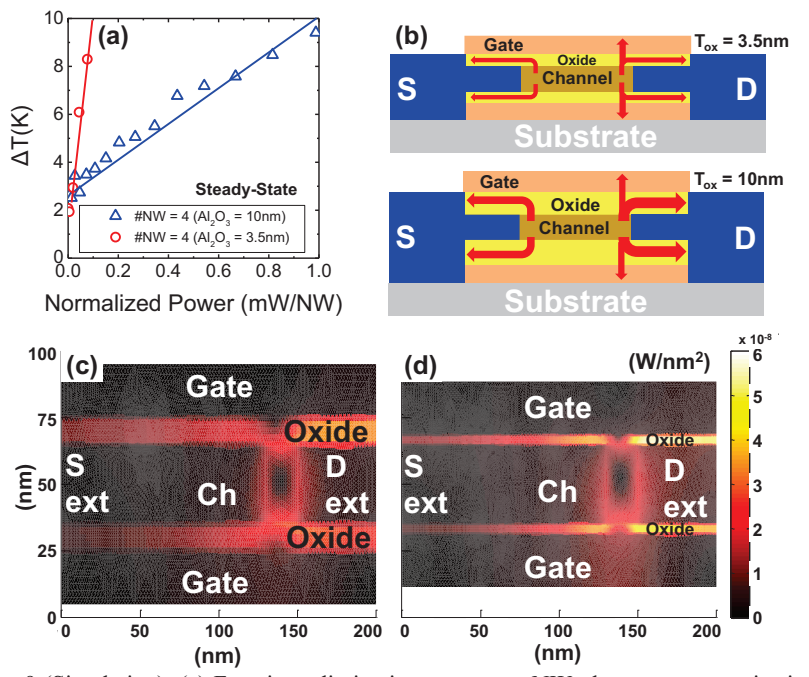 (a)
10
8
6
4
2
0
ΔT(K)
Steady-State
#NW = 4 (Al₂O₃ = 10nm)
#NW = 4 (Al₂O₃ = 3.5nm)
0.0 0.2 0.4 0.6 0.8 1.0
Normalized Power (mW/NW)
(b)
Gate
Tox = 3.5nm
Oxide
Channel
S
D
Substrate
Gate
Tox = 10nm
Oxide
Channel
S
D
Substrate
(c)
100
75
50
25
0
(nm)
Gate
Oxide
S
ext
Ch
D
ext
Oxide
Gate
0 50 100 150 200
(nm)
(d)
(W/nm²)
Gate
Oxide
S
ext
Ch
D
ext
Oxide
Gate
0 50 100 150 200
(nm)
x 10⁻⁸
6
5
4
3
2
1
0